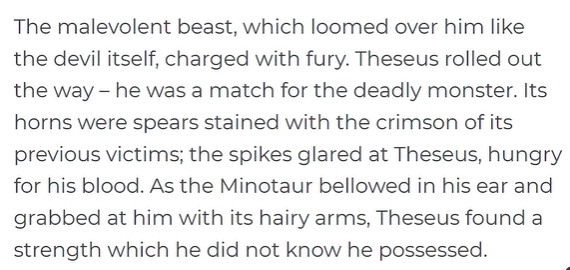 The malevolent beast, which loomed over him like
the devil itself, charged with fury. Theseus rolled out
the way – he was a match for the deadly monster. Its
horns were spears stained with the crimson of its
previous victims; the spikes glared at Theseus, hungry
for his blood. As the Minotaur bellowed in his ear and
grabbed at him with its hairy arms, Theseus found a
strength which he did not know he possessed.